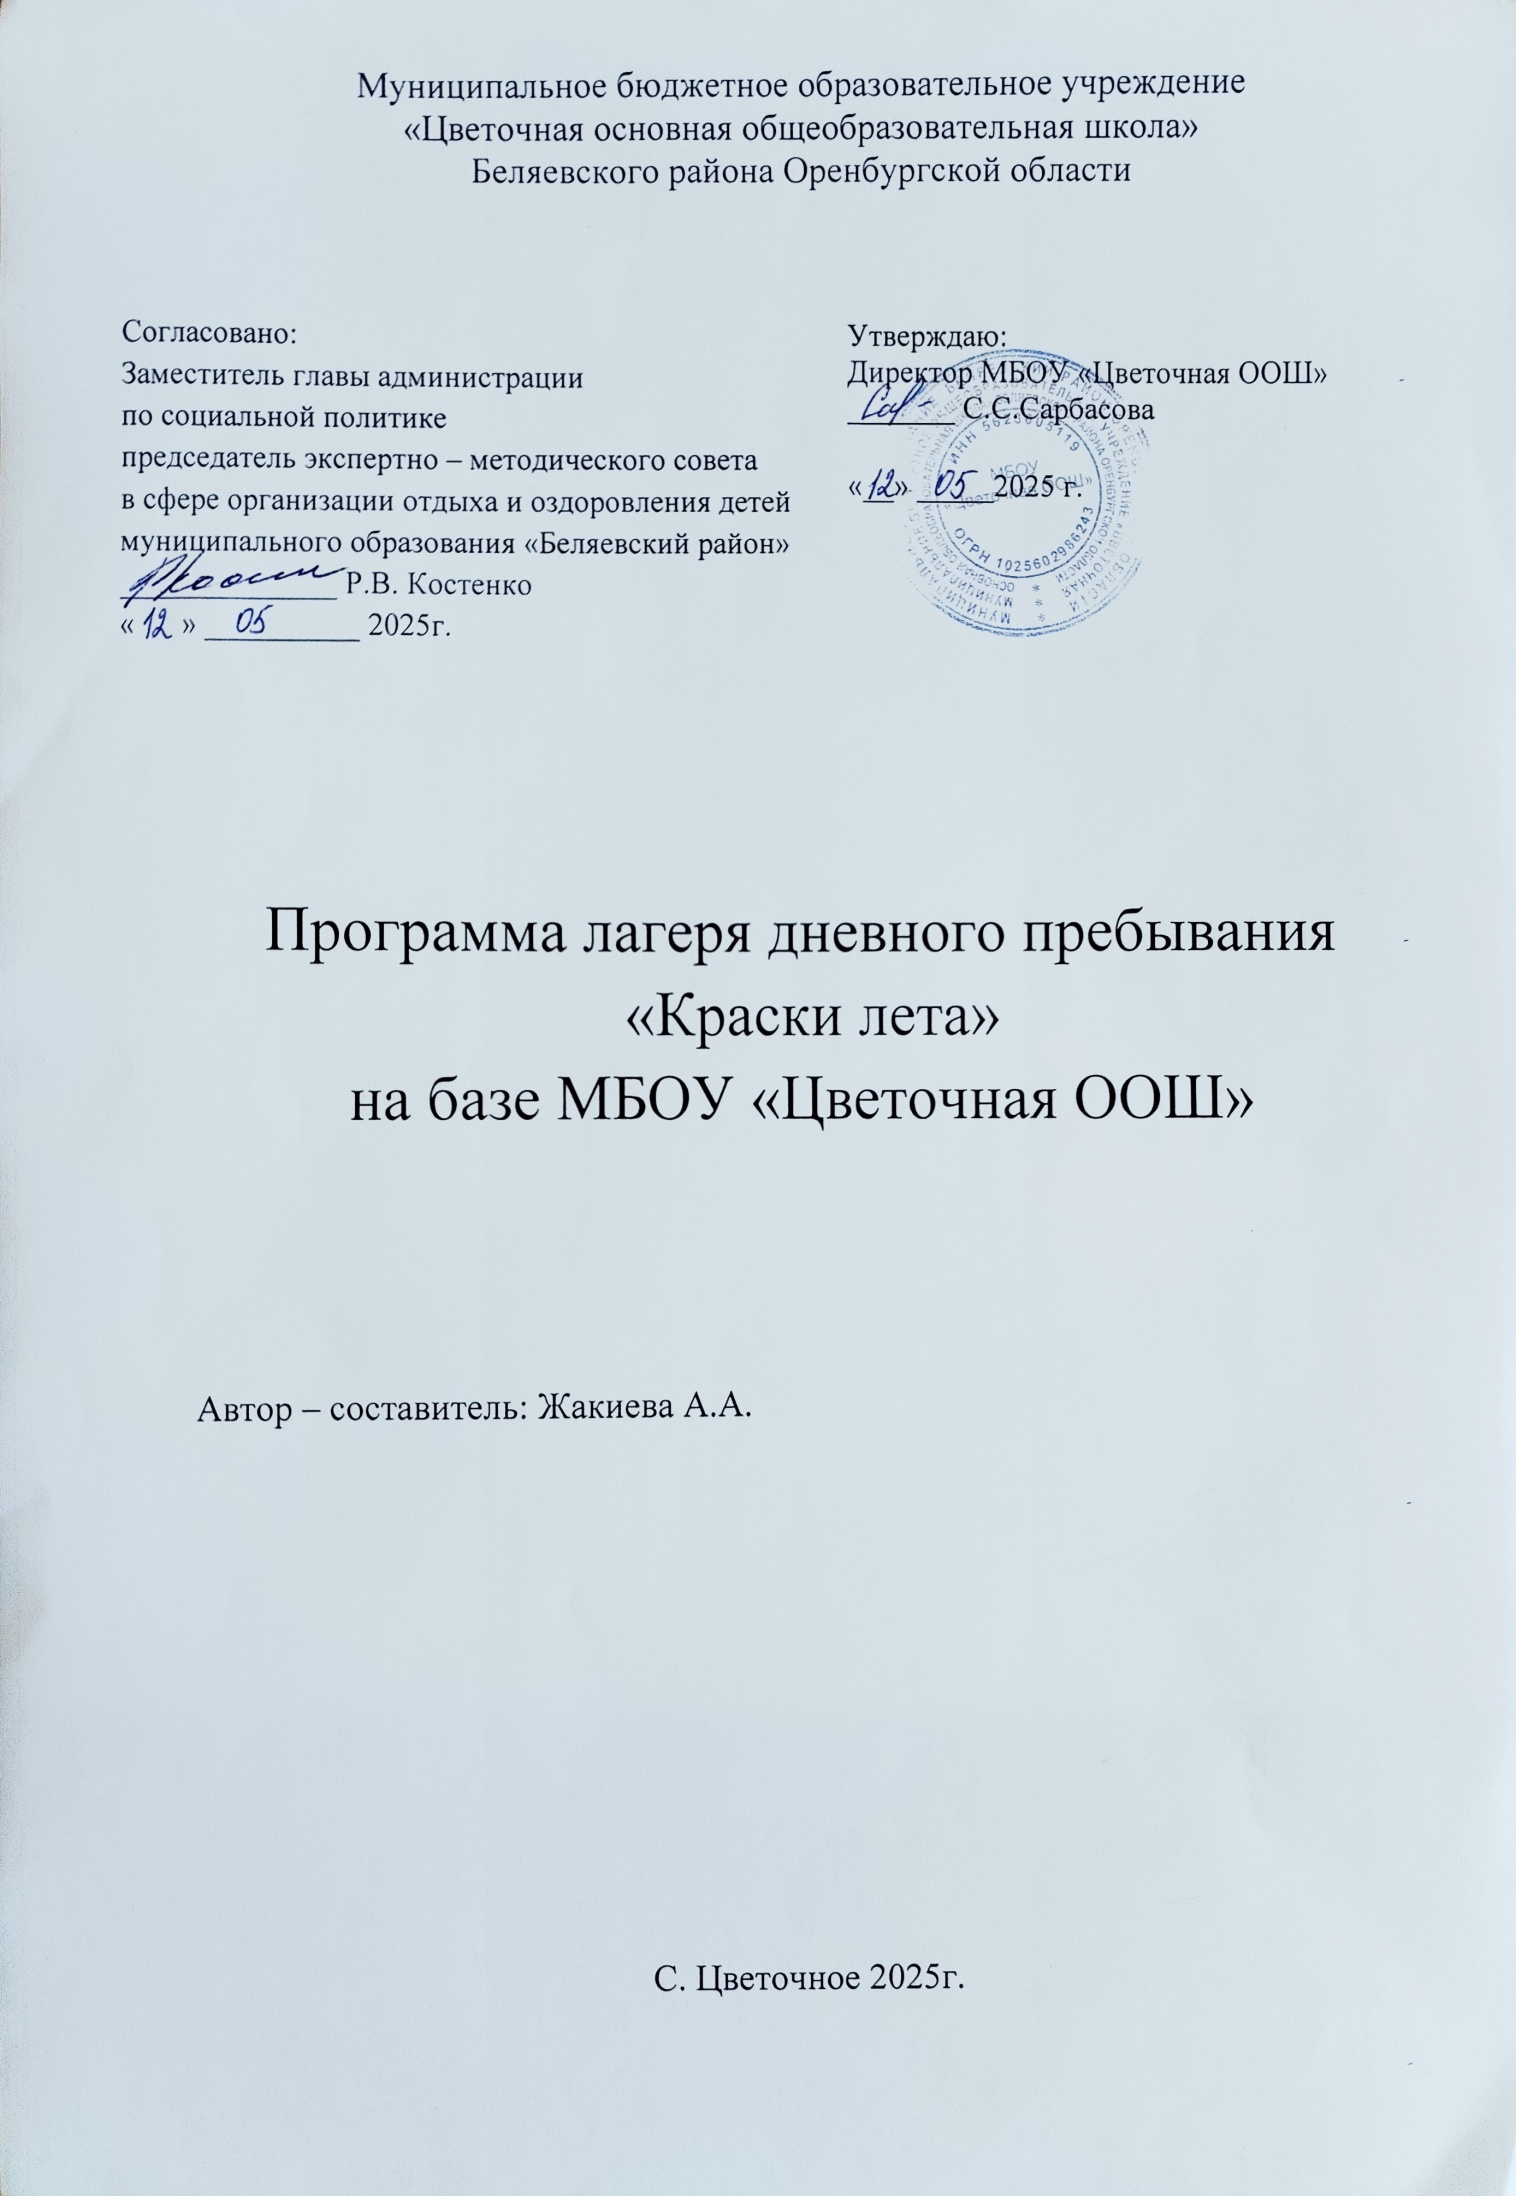 Муниципальное бюджетное образовательное учреждение
«Цветочная основная общеобразовательная школа»
Беляевского района Оренбургской области
Согласовано:
Заместитель главы администрации
по социальной политике
председатель экспертно – методического совета
в сфере организации отдыха и оздоровления детей
муниципального образования «Беляевский район»
Р.В. Костенко
« 12 » 05 2025г.
Утверждаю:
Директор МБОУ «Цветочная ООШ»
С.С.Сарбасова
«12» 05 2025 г.
МБОУ
ОГРН 1025602986243
Программа лагеря дневного пребывания
«Краски лета»
на базе МБОУ «Цветочная ООШ»
Автор – составитель: Жакиева А.А.
С. Цветочное 2025г.